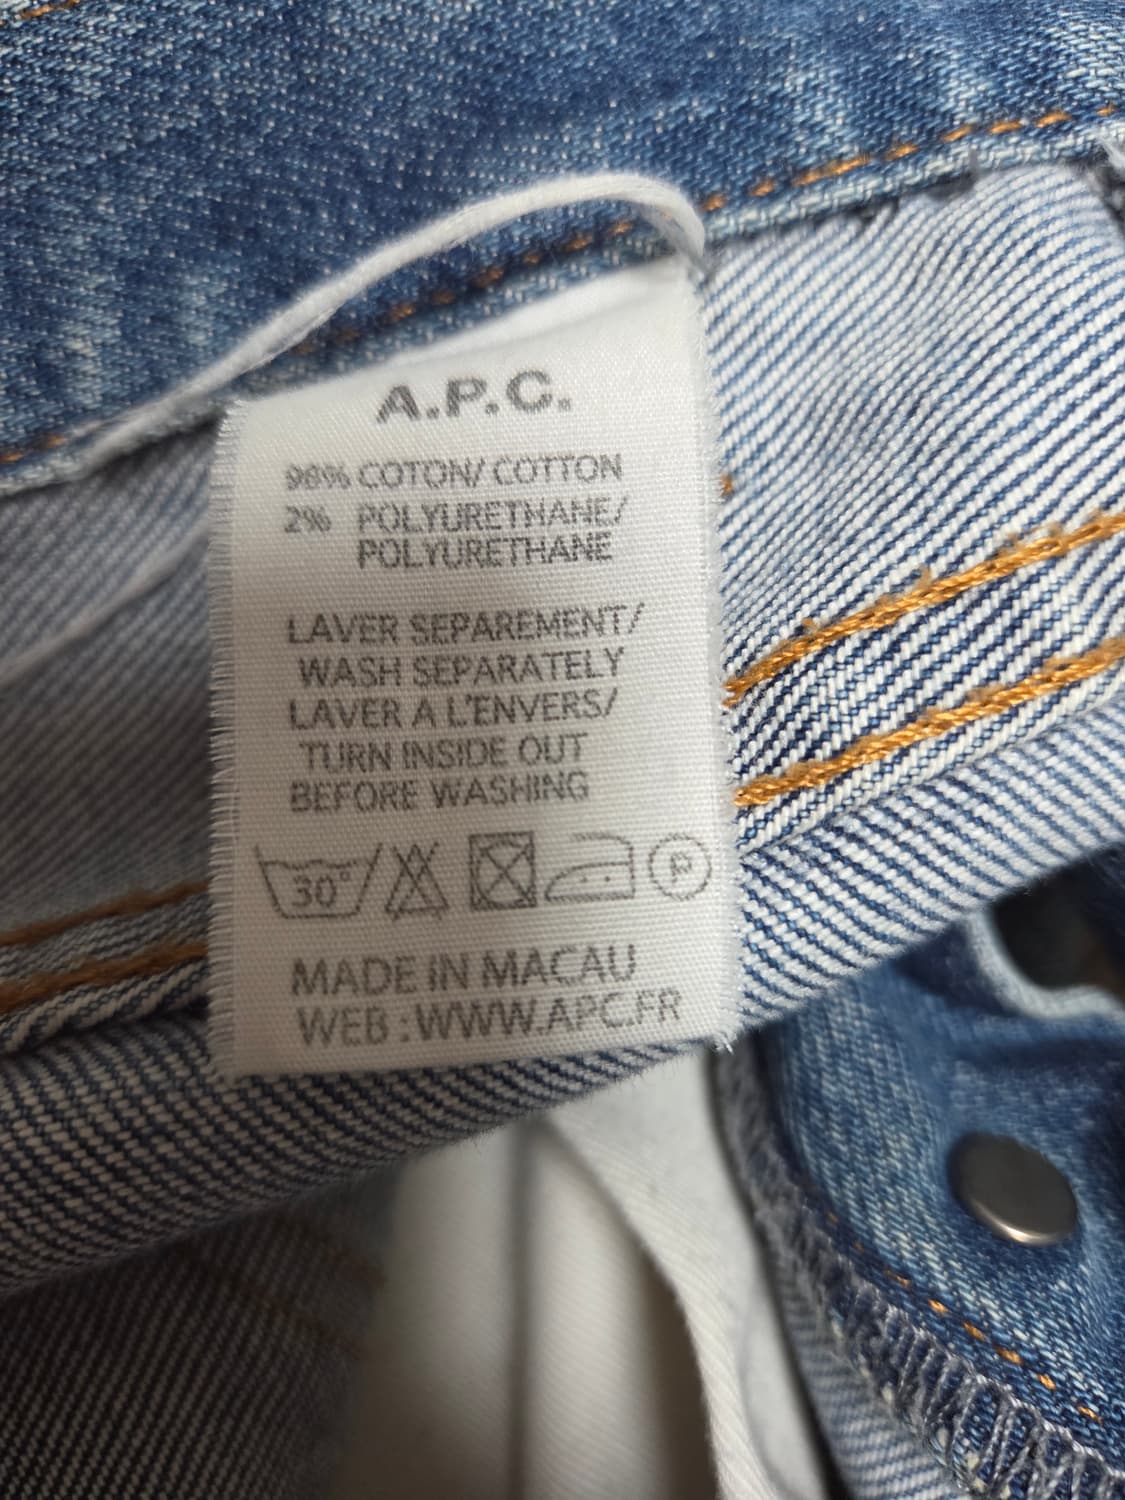 A.P.C.
98% COTON/ COTTON
2% POLYURETHANE/
POLYURETHANE
LAVER SEPAREMENT/
WASH SEPARATELY
LAVER A L'ENVERS/
TURN INSIDE OUT
BEFORE WASHING
30° P
MADE IN MACAU
WEB :WWW.APC.FR